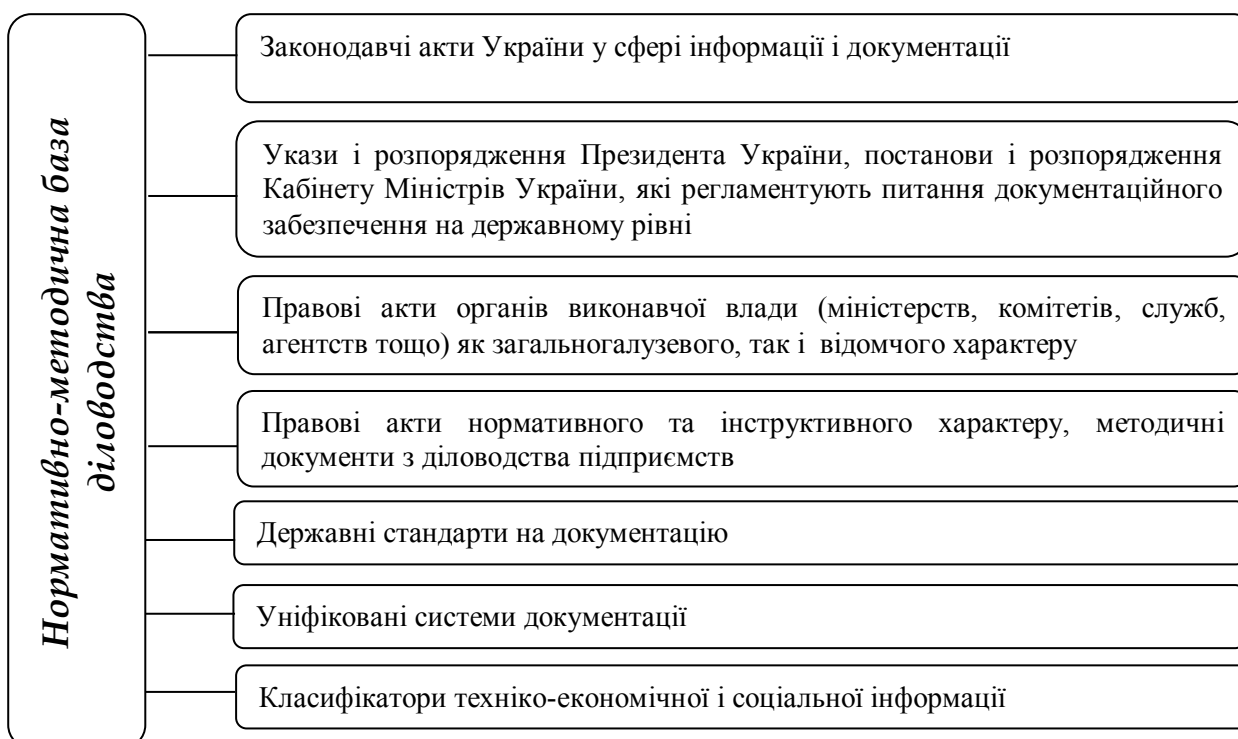 Нормативно-методична база
діловодства
Законодавчі акти України у сфері інформації і документації
Укази і розпорядження Президента України, постанови і розпорядження
Кабінету Міністрів України, які регламентують питання документаційного
забезпечення на державному рівні
Правові акти органів виконавчої влади (міністерств, комітетів, служб,
агентств тощо) як загальногалузевого, так і відомчого характеру
Правові акти нормативного та інструктивного характеру, методичні
документи з діловодства підприємств
Державні стандарти на документацію
Уніфіковані системи документації
Класифікатори техніко-економічної і соціальної інформації